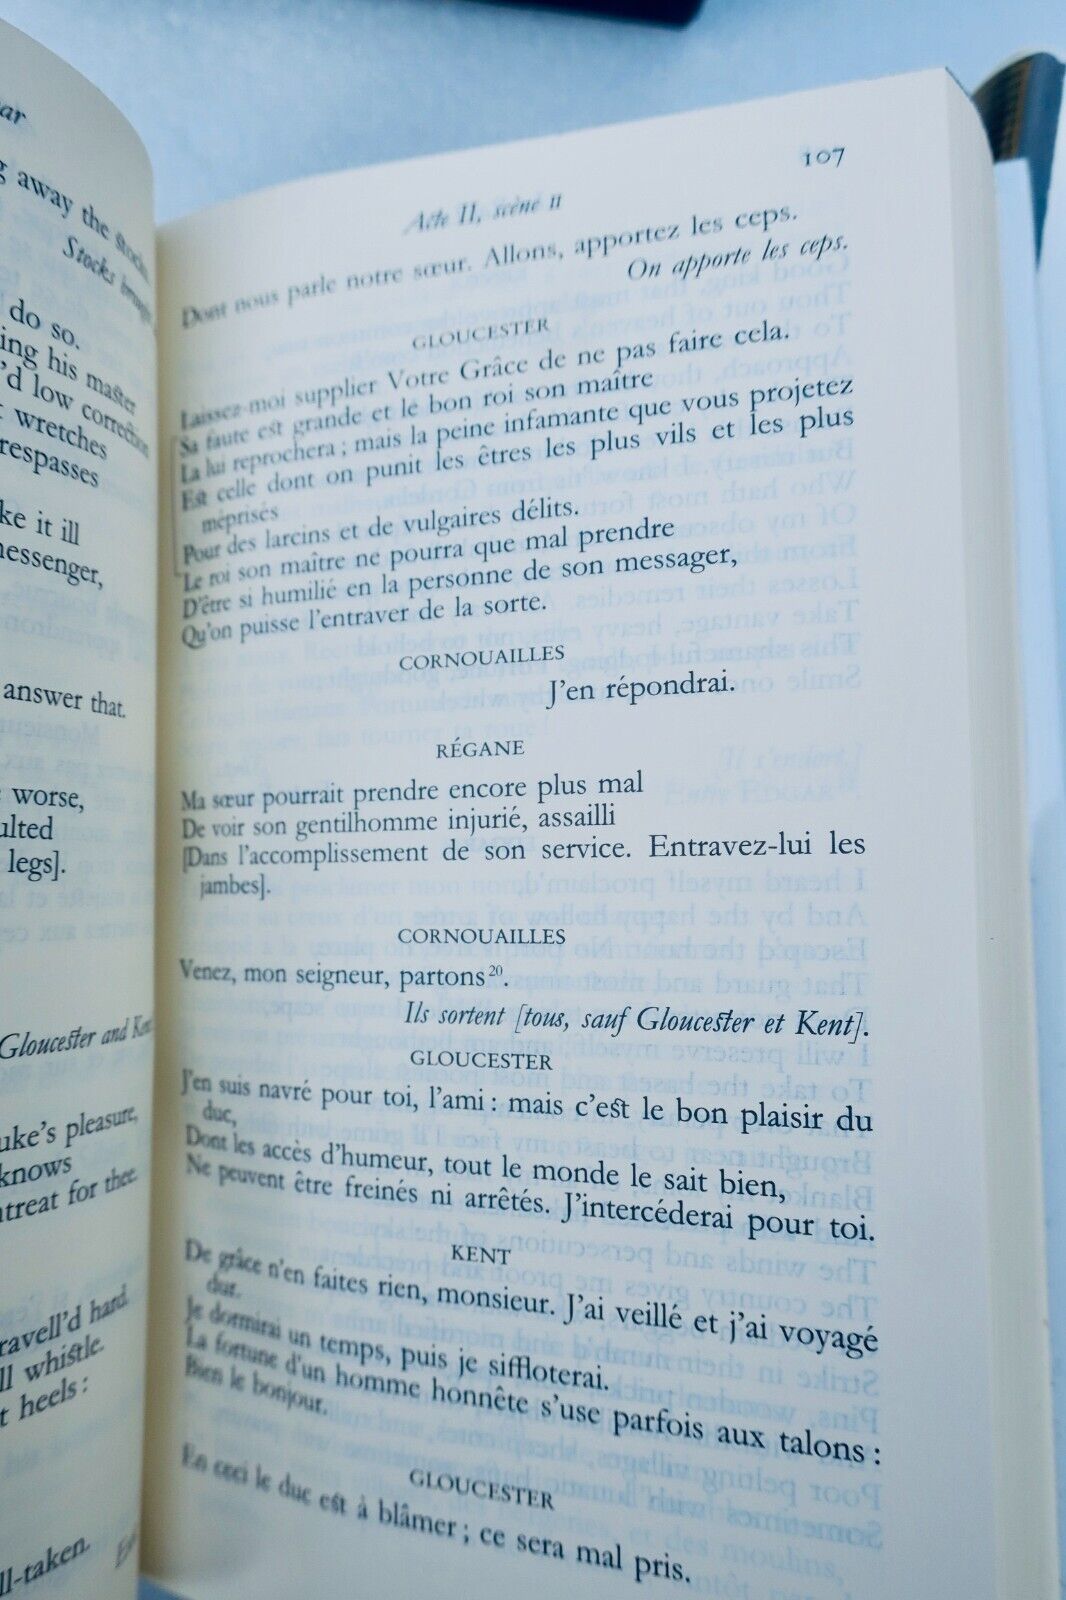 ar
g away the stocks.
Stocks brought
do so.
ing his master
'd low correction
wretches
respasses
ke it ill
messenger,
answer that.
worse,
ulted
legs].
Gloucester and Kent
uke's pleasure,
knows
treat for thee.
ravell'd hard.
ll whistle.
t heels:
ll-taken.
107
Acte II, scène II
Dont nous parle notre sœur. Allons, apportez les ceps.
On apporte les ceps.
GLOUCESTER
Laissez-moi supplier Votre Grâce de ne pas faire cela.
[Sa faute est grande et le bon roi son maître
La lui reprochera ; mais la peine infamante que vous projetez
Est celle dont on punit les êtres les plus vils et les plus
méprisés
Pour des larcins et de vulgaires délits.]
Le roi son maître ne pourra que mal prendre
D'être si humilié en la personne de son messager,
Qu'on puisse l'entraver de la sorte.
CORNOUAILLES
J'en répondrai.
RÉGANE
Ma sœur pourrait prendre encore plus mal
De voir son gentilhomme injurié, assailli
[Dans l'accomplissement de son service. Entravez-lui les
jambes].
CORNOUAILLES
Venez, mon seigneur, partons20.
Ils sortent [tous, sauf Gloucester et Kent].
GLOUCESTER
J'en suis navré pour toi, l'ami : mais c'est le bon plaisir du
duc,
Dont les accès d'humeur, tout le monde le sait bien,
Ne peuvent être freinés ni arrêtés. J'intercéderai pour toi.
KENT
De grâce n'en faites rien, monsieur. J'ai veillé et j'ai voyagé
dur.
Je dormirai un temps, puis je siffloterai.
La fortune d'un homme honnête s'use parfois aux talons :
Bien le bonjour.
GLOUCESTER
En ceci le duc est à blâmer ; ce sera mal pris.